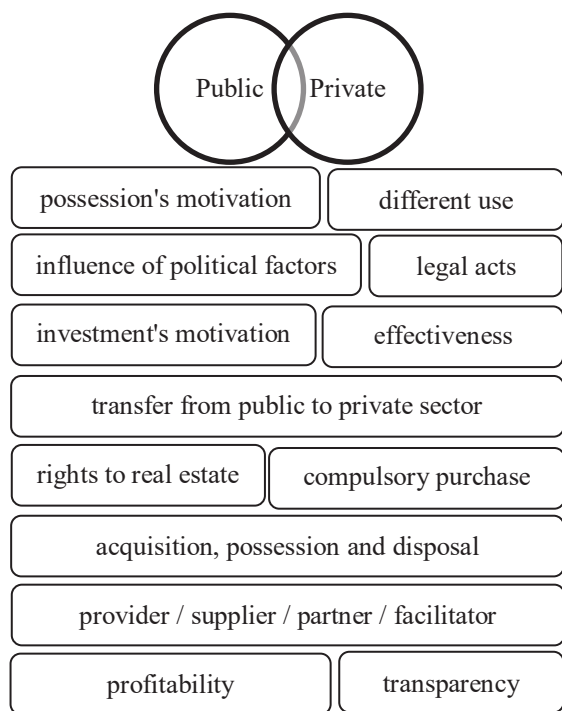 Public Private
possession's motivation
different use
influence of political factors
legal acts
investment's motivation
effectiveness
transfer from public to private sector
rights to real estate
compulsory purchase
acquisition, possession and disposal
provider / supplier / partner / facilitator
profitability
transparency